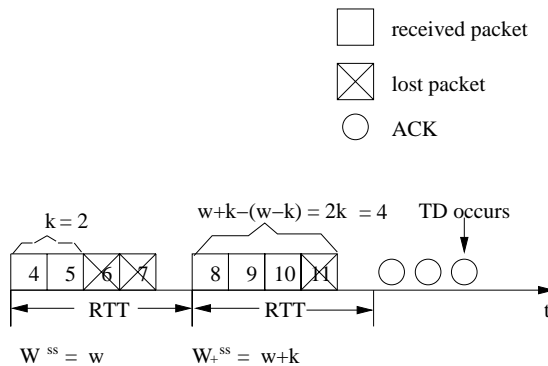 received packet
lost packet
ACK
k = 2
w+k−(w−k) = 2k = 4
TD occurs
4 5 6 7 8 9 10 11
RTT RTT t
W ss = w W+ ss = w+k